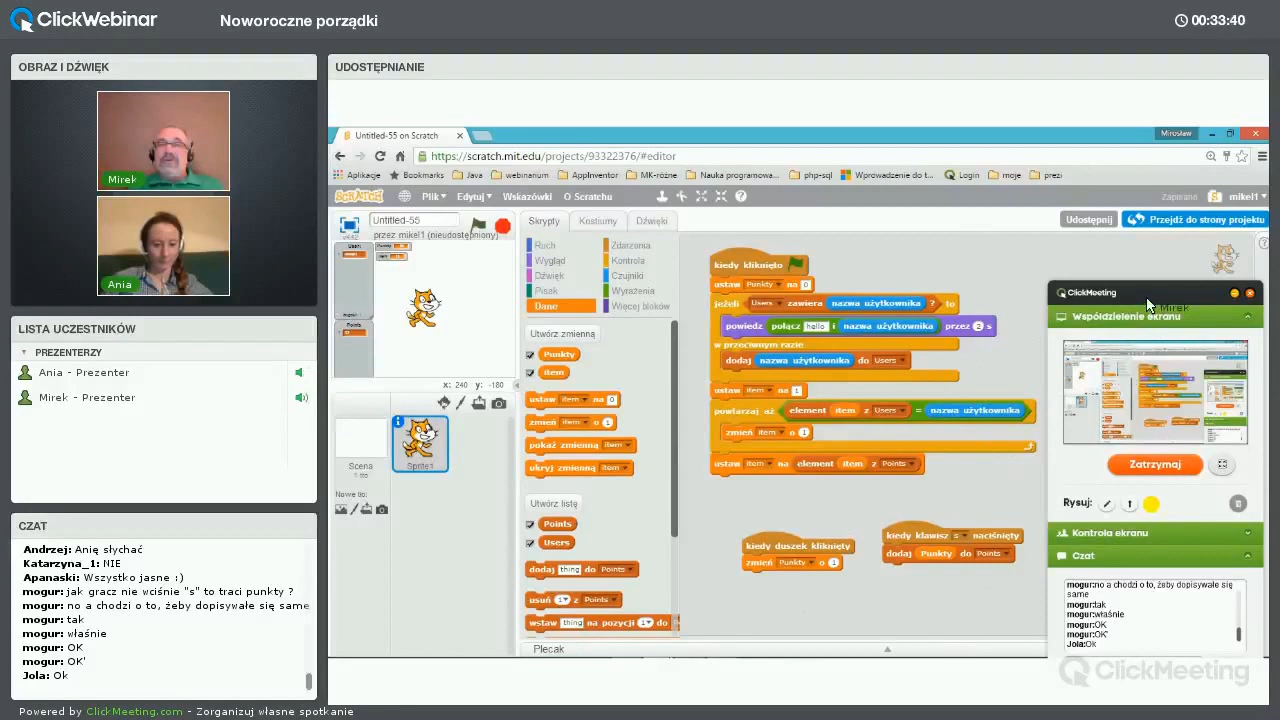 ClickWebinar
Noworoczne porządki
00:33:40
OBRAZ I DŹWIĘK
Mirek
Ania
LISTA UCZESTNIKÓW
PREZENTERZY
Ania - Prezenter
Mirek - Prezenter
CZAT
Andrzej: Anię słychać
Katarzyna_1: NIE
Apanaski: Wszystko jasne :)
mogur: jak gracz nie wciśnie "s" to traci punkty ?
mogur: no a chodzi o to, żeby dopisywałe się same
mogur: tak
mogur: właśnie
mogur: OK
mogur: OK'
Jola: Ok
UDOSTĘPNIANIE
Untitled-55 on Scratch
Mirosław
https://scratch.mit.edu/projects/93322376/#editor
Aplikacje
Bookmarks
Java
webinarium
AppInventor
MK-różne
Nauka programowa...
php-sql
Wprowadzenie do t...
Login
moje
prez
SCRATCH
Plik
Edytuj
Wskazówki
O Scratchu
Zapisano
mikel1
Untitled-55
przez mikel1 (nieudostępniony)
Udostępnij
Przejdź do strony projektu
Users
Points
x: 240 y: -180
Sprite1
Scena
1 tło
Nowe tło:
Skrypty
Kostiumy
Dźwięki
Ruch
Zdarzenia
Wygląd
Kontrola
Dźwięk
Czujniki
Pisak
Wyrażenia
Dane
Więcej bloków
Utwórz zmienną
Punkty
item
ustaw item na 0
zmień item o 1
pokaż zmienną item
ukryj zmienną item
Utwórz listę
Points
Users
dodaj thing do Points
usuń 1 z Points
wstaw thing na pozycji 1 do
kiedy kliknięto
ustaw Punkty na 0
jeżeli Users zawiera nazwa użytkownika ? to
powiedz połącz hello i nazwa użytkownika przez 2 s
w przeciwnym razie
dodaj nazwa użytkownika do Users
ustaw item na 1
powtarzaj aż element item z Users = nazwa użytkownika
zmień item o 1
ustaw item na element item z Points
kiedy duszek kliknięty
zmień Punkty o 1
kiedy klawisz s naciśnięty
dodaj Punkty do Points
Plecak
ClickMeeting
Mirek
Współdzielenie ekranu
Zatrzymaj
Rysuj:
Kontrola ekranu
Czat
mogur:no a chodzi o to, żeby dopisywałe się
same
mogur:tak
mogur:właśnie
mogur:OK
mogur:OK'
Jola:Ok
ClickMeeting
Powered by ClickMeeting.com - Zorganizuj własne spotkanie